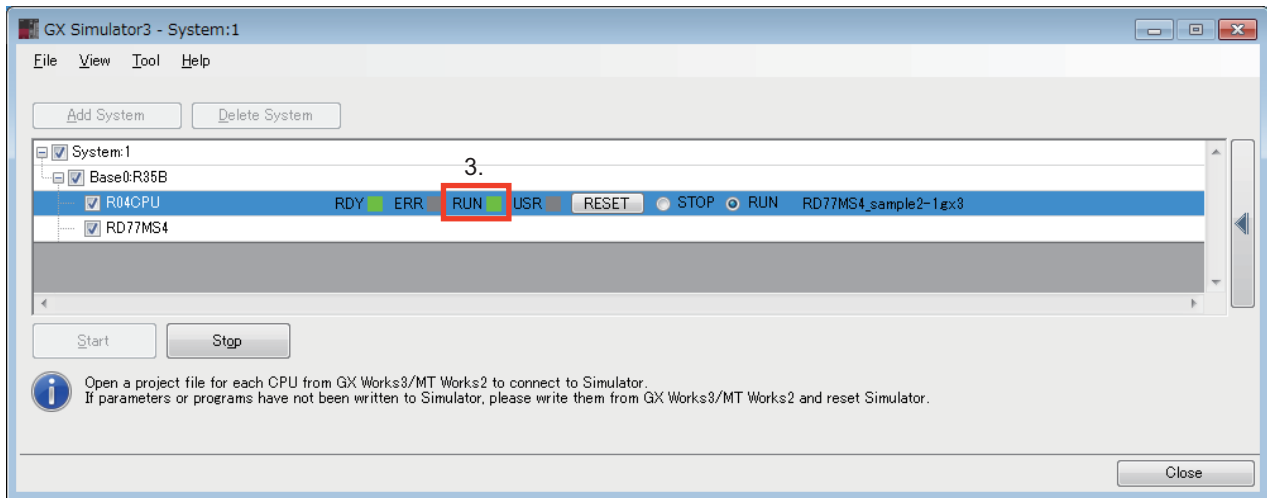 GX Simulator3 - System:1
File View Tool Help
Add System Delete System
System:1
3.
Base0:R35B
R04CPU RDY ERR RUN USR RESET STOP RUN RD77MS4_sample2-1gx3
RD77MS4
Start Stop
Open a project file for each CPU from GX Works3/MT Works2 to connect to Simulator.
If parameters or programs have not been written to Simulator, please write them from GX Works3/MT Works2 and reset Simulator.
Close